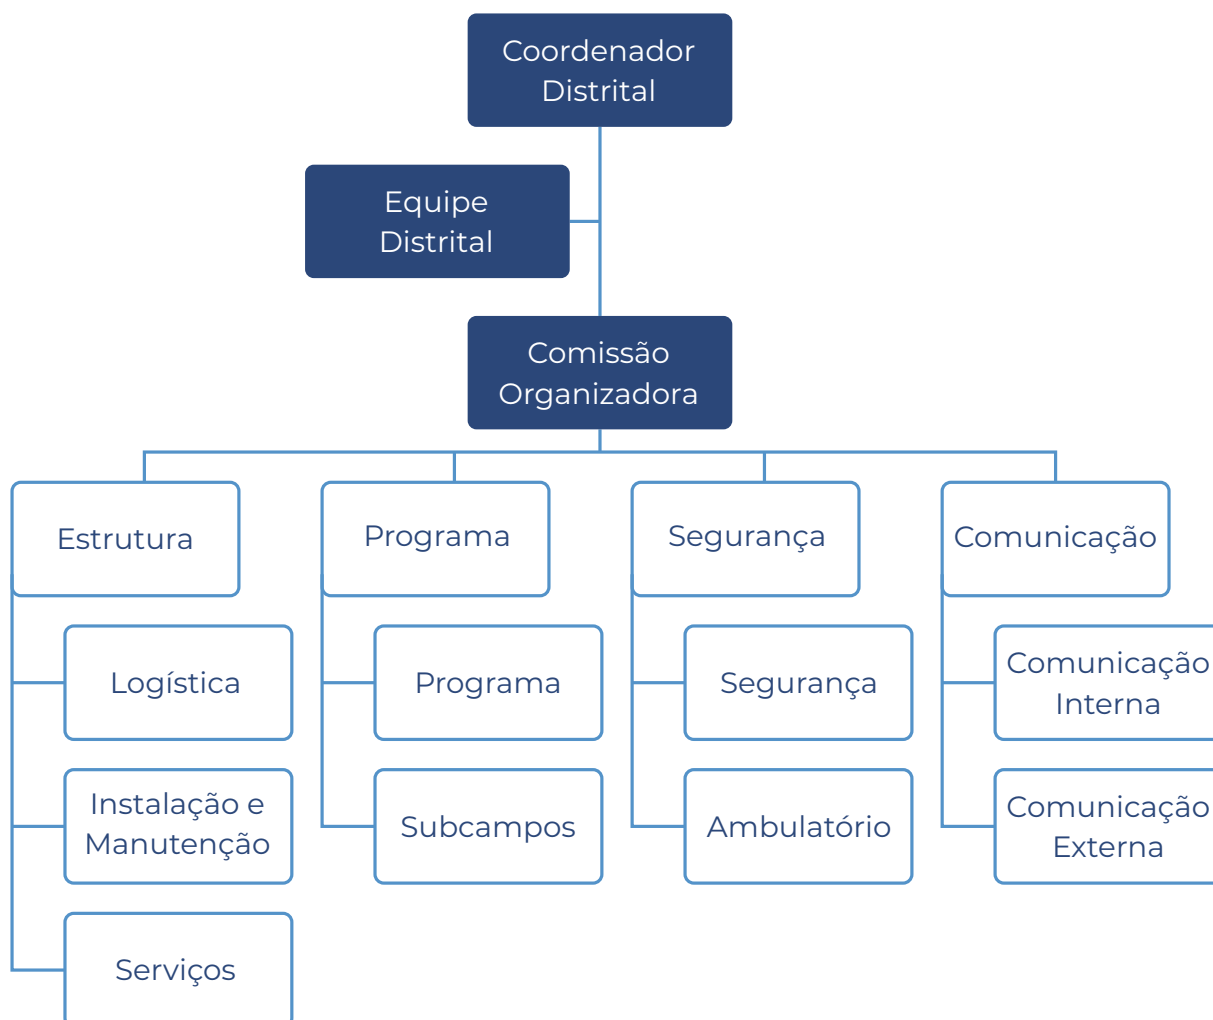 Coordenador
Distrital
Equipe
Distrital
Comissão
Organizadora
Estrutura
Programa
Segurança
Comunicação
Logística
Programa
Segurança
Comunicação
Interna
Instalação e
Manutenção
Subcampos
Ambulatório
Comunicação
Externa
Serviços